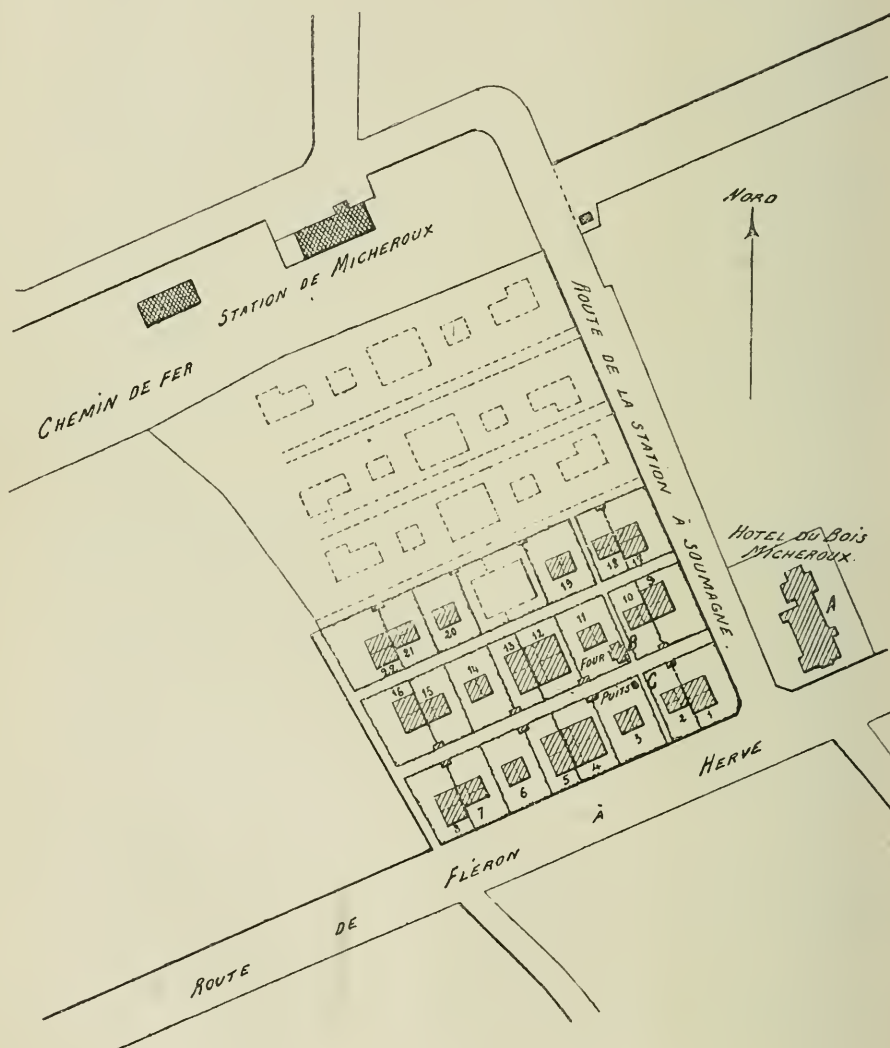 NORD
STATION DE MICHEROUX
CHEMIN DE FER
ROUTE DE LA STATION À SOUMAGNE
HOTEL DU BOIS
MICHEROUX.
A
17
18
19
20
21
22
9
10
11
B
FOUR
12
13
14
15
16
C
PUITS
1
2
3
4
5
6
7
8
ROUTE DE FLÉRON À HERVE